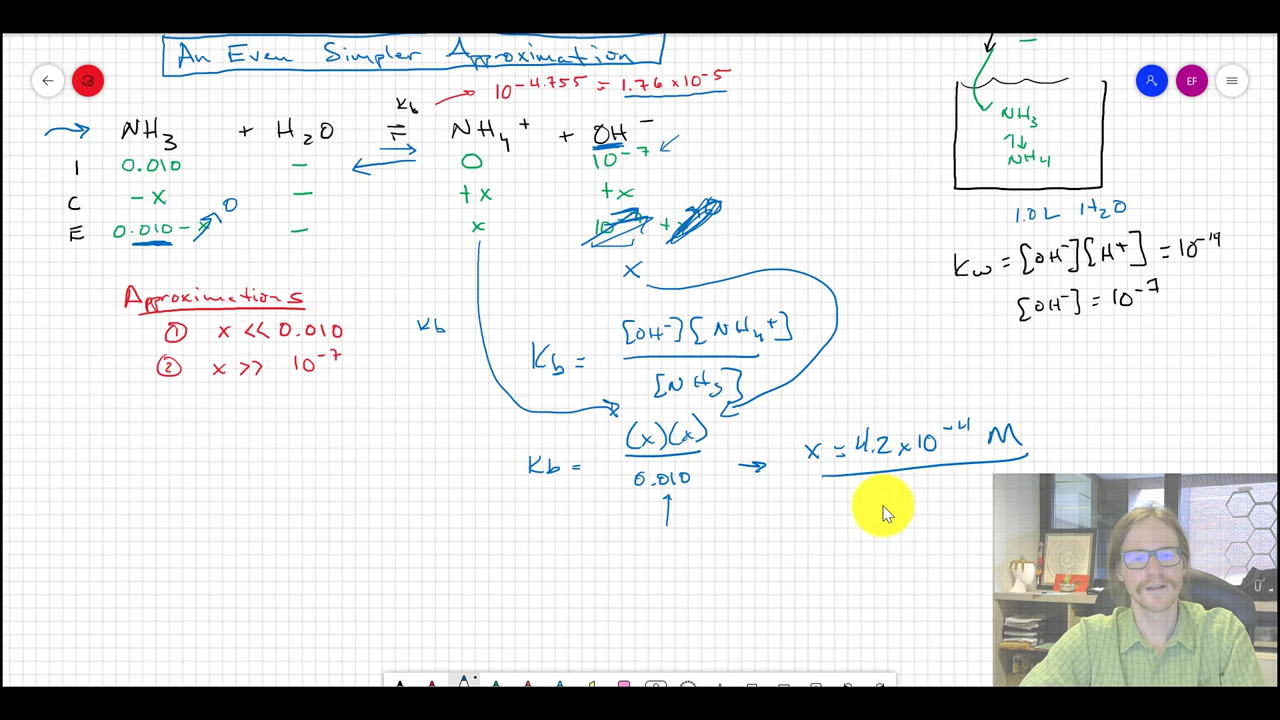 An Even Simpler Approximation
Kb → 10^-4.755 = 1.76 x 10^-5
NH3 + H2O ⇌ NH4+ + OH-
I 0.010 - 0 10^-7
C -x - +x +x
E 0.010 - x → 0 - x
x
Approximations
① x << 0.010
② x >> 10^-7
Kb
Kb = [OH-][NH4+] / [NH3]
Kb = (x)(x) / 0.010 → x = 4.2 x 10^-4 M
NH3
NH4
1.0L H2O
Kw = [OH-][H+] = 10^-14
[OH-] = 10^-7
EF